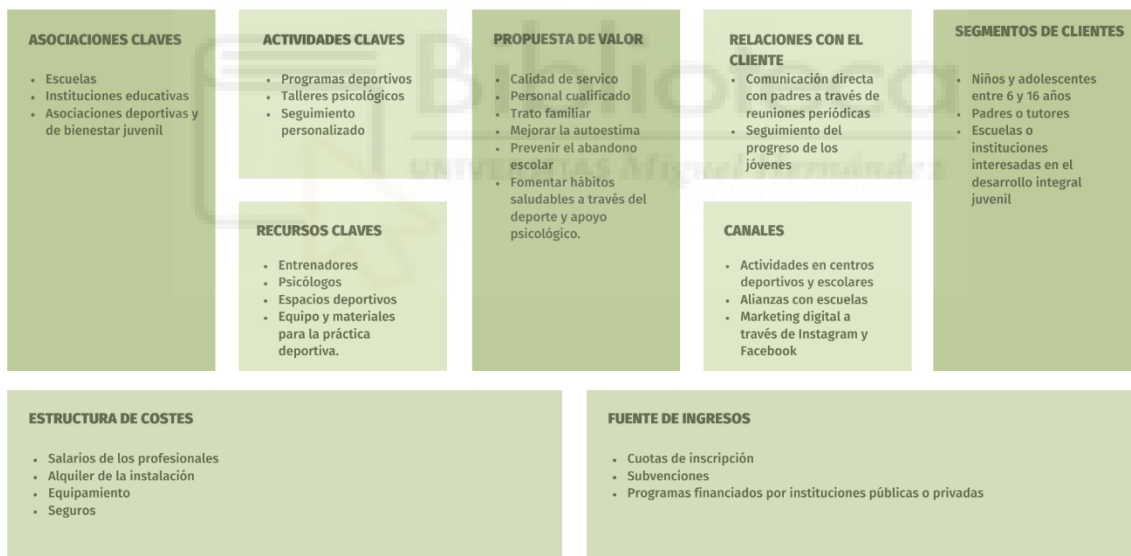 ASOCIACIONES CLAVES
• Escuelas
• Instituciones educativas
• Asociaciones deportivas y
de bienestar juvenil
ACTIVIDADES CLAVES
• Programas deportivos
• Talleres psicológicos
• Seguimiento
personalizado
RECURSOS CLAVES
• Entrenadores
• Psicólogos
• Espacios deportivos
• Equipo y materiales
para la práctica
deportiva.
PROPUESTA DE VALOR
• Calidad de servico
• Personal cualificado
• Trato familiar
• Mejorar la autoestima
• Prevenir el abandono
escolar
• Fomentar hábitos
saludables a través del
deporte y apoyo
psicológico.
RELACIONES CON EL
CLIENTE
• Comunicación directa
con padres a través de
reuniones periódicas
• Seguimiento del
progreso de los
jóvenes
CANALES
• Actividades en centros
deportivos y escolares
• Alianzas con escuelas
• Marketing digital a
través de Instagram y
Facebook
SEGMENTOS DE CLIENTES
• Niños y adolescentes
entre 6 y 16 años
• Padres o tutores
• Escuelas o
instituciones
interesadas en el
desarrollo integral
juvenil
ESTRUCTURA DE COSTES
• Salarios de los profesionales
• Alquiler de la instalación
• Equipamiento
• Seguros
FUENTE DE INGRESOS
• Cuotas de inscripción
• Subvenciones
• Programas financiados por instituciones públicas o privadas
Biblioteca
UNIVERSITAS Miguel Hernández